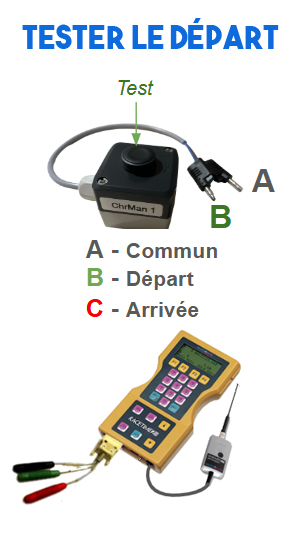 TESTER LE DÉPART
Test
A
B
ChrMan 1
A - Commun
B - Départ
C - Arrivée